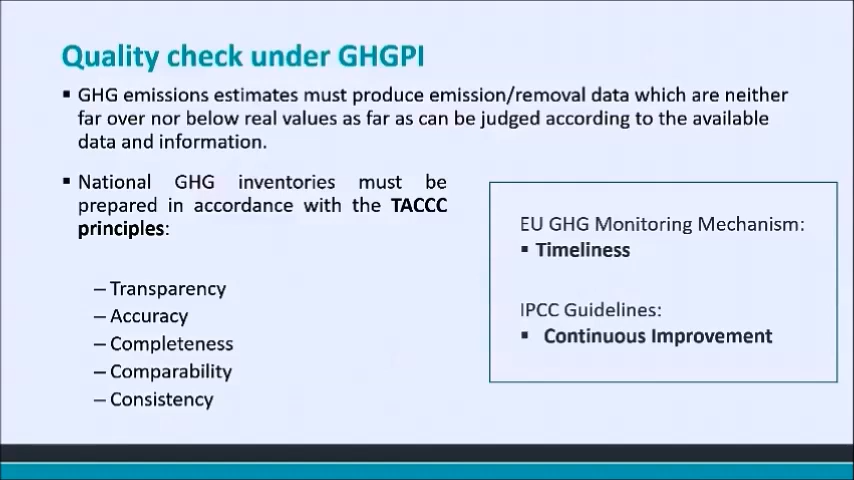 Quality check under GHGPI
▪ GHG emissions estimates must produce emission/removal data which are neither
far over nor below real values as far as can be judged according to the available
data and information.
▪ National GHG inventories must be
prepared in accordance with the TACCC
principles:
– Transparency
– Accuracy
– Completeness
– Comparability
– Consistency
EU GHG Monitoring Mechanism:
▪ Timeliness
IPCC Guidelines:
▪ Continuous Improvement